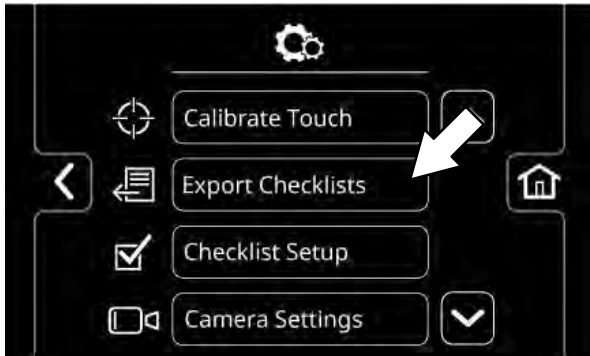 Calibrate Touch
Export Checklists
Checklist Setup
Camera Settings